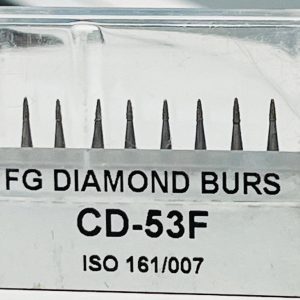 FG DIAMOND BURS
CD-53F
ISO 161/007